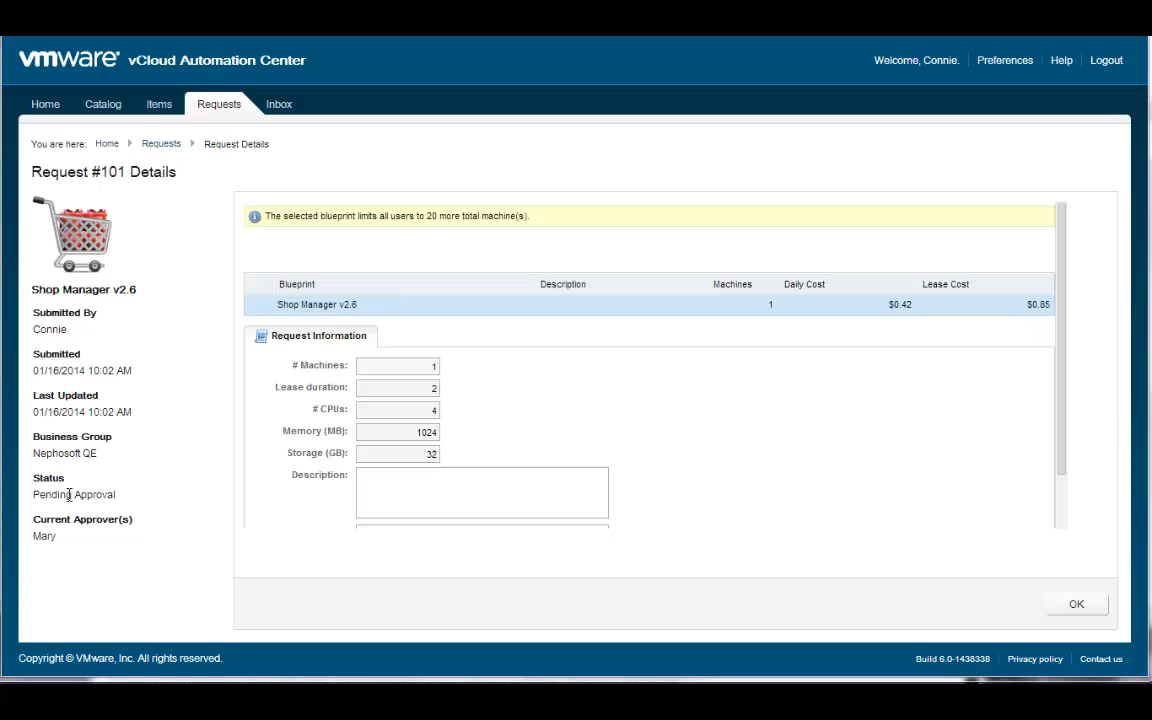 vmware® vCloud Automation Center
Welcome, Connie. Preferences Help Logout
Home Catalog Items Requests Inbox
You are here: Home Requests Request Details
Request #101 Details
Shop Manager v2.6
Submitted By
Connie
Submitted
01/16/2014 10:02 AM
Last Updated
01/16/2014 10:02 AM
Business Group
Nephosoft QE
Status
Pending Approval
Current Approver(s)
Mary
The selected blueprint limits all users to 20 more total machine(s).
Blueprint Description Machines Daily Cost Lease Cost
Shop Manager v2.6 1 $0.42 $0.85
Request Information
# Machines: 1
Lease duration: 2
# CPUs: 4
Memory (MB): 1024
Storage (GB): 32
Description:
OK
Copyright © VMware, Inc. All rights reserved.
Build 6.0-1438338 Privacy policy Contact us